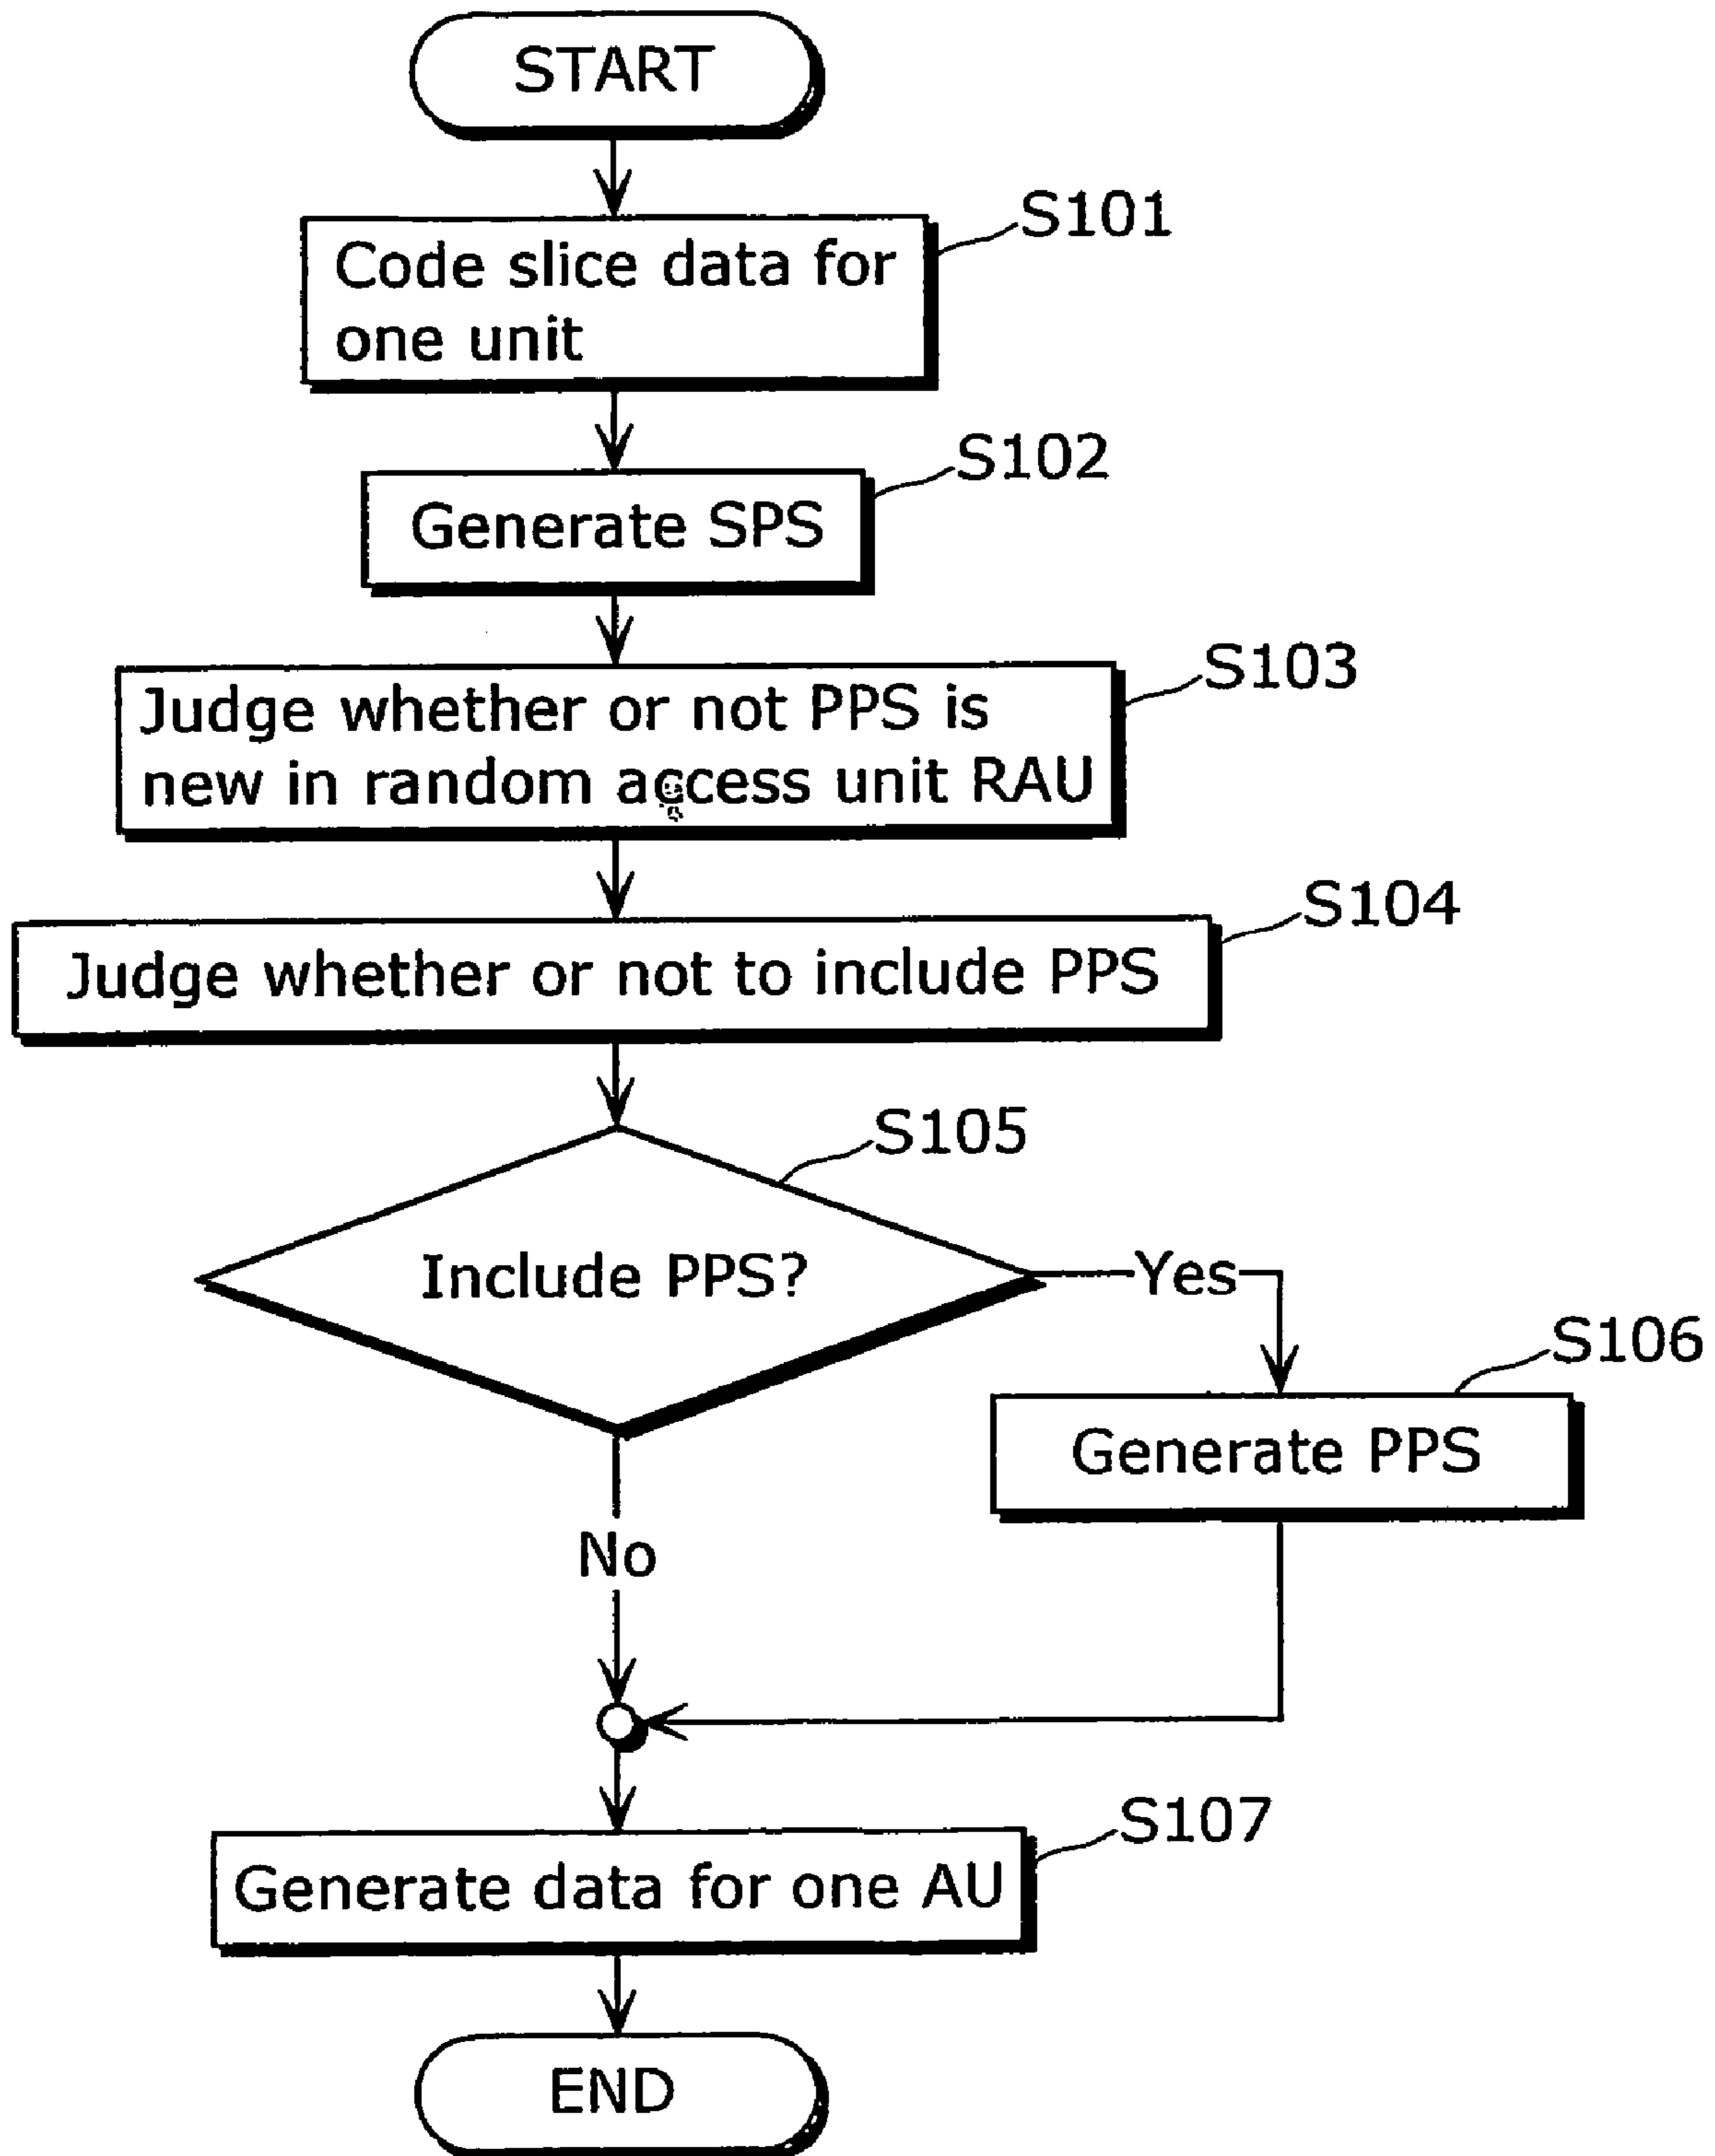 START
S101
Code slice data for
one unit
S102
Generate SPS
S103
Judge whether or not PPS is
new in random access unit RAU
S104
Judge whether or not to include PPS
S105
Include PPS?
Yes
S106
Generate PPS
No
S107
Generate data for one AU
END